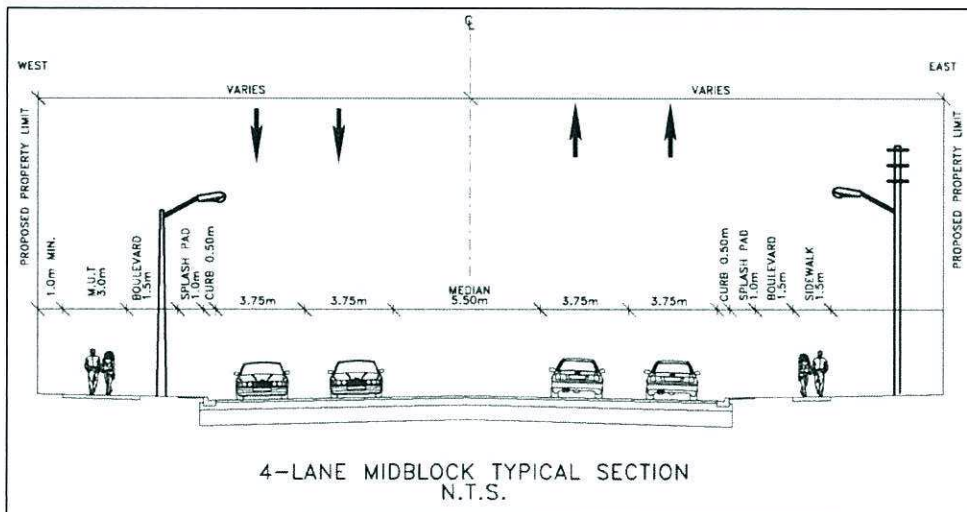 ℄
WEST
EAST
VARIES
VARIES
PROPOSED PROPERTY LIMIT
1.0m MIN.
M.U.T
3.0m
BOULEVARD
1.5m
SPLASH PAD
1.0m
CURB 0.50m
3.75m
3.75m
MEDIAN
5.50m
3.75m
3.75m
CURB 0.50m
SPLASH PAD
1.0m
BOULEVARD
1.5m
SIDEWALK
1.5m
PROPOSED PROPERTY LIMIT
4-LANE MIDBLOCK TYPICAL SECTION
N.T.S.